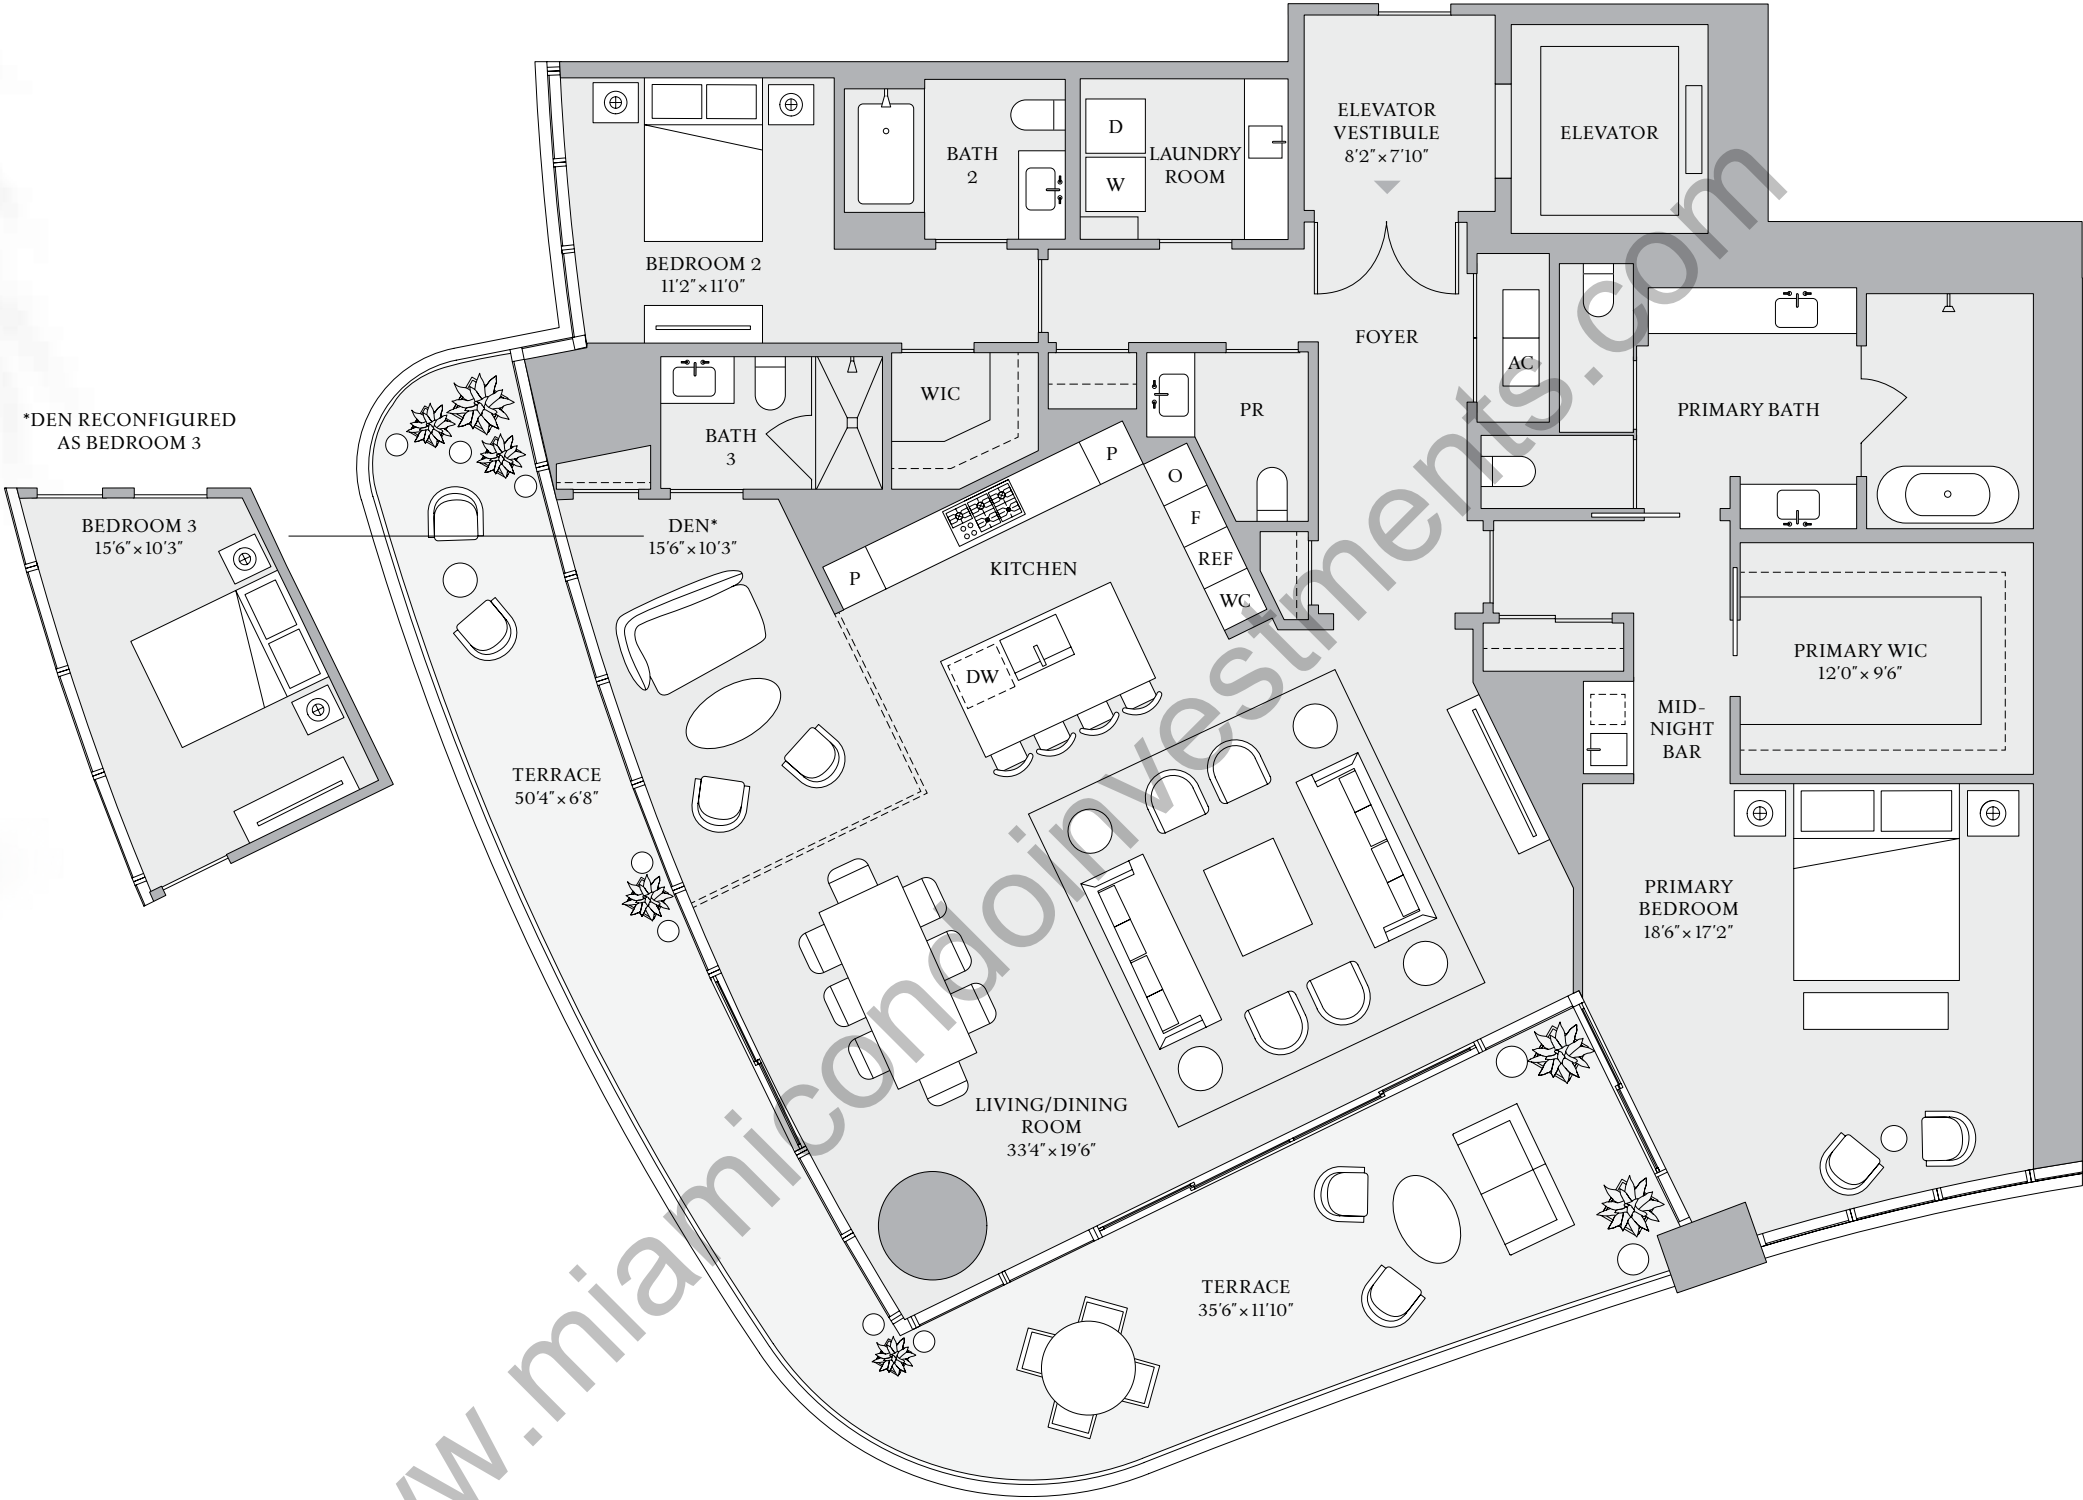 ELEVATOR
VESTIBULE
8'2" × 7'10"
ELEVATOR
D
W
LAUNDRY
ROOM
BATH
2
BEDROOM 2
11'2" × 11'0"
FOYER
AC
PRIMARY BATH
WIC
PR
BATH
3
P
O
F
REF
WC
P
KITCHEN
DW
*DEN RECONFIGURED
AS BEDROOM 3
BEDROOM 3
15'6" × 10'3"
DEN*
15'6" × 10'3"
PRIMARY WIC
12'0" × 9'6"
MID-
NIGHT
BAR
TERRACE
50'4" × 6'8"
PRIMARY
BEDROOM
18'6" × 17'2"
LIVING/DINING
ROOM
33'4" × 19'6"
TERRACE
35'6" × 11'10"
w.miamicondoinvestments.com